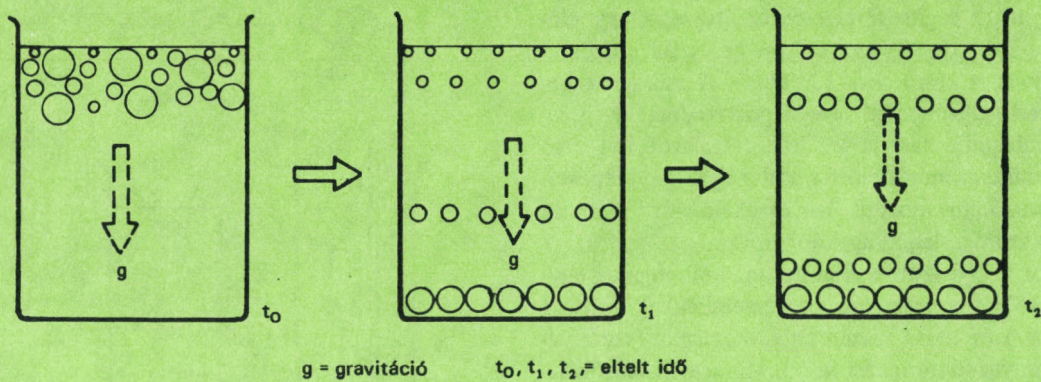 g
t₀
g
t₁
g
t₂
g = gravitáció t₀, t₁, t₂,= eltelt idő